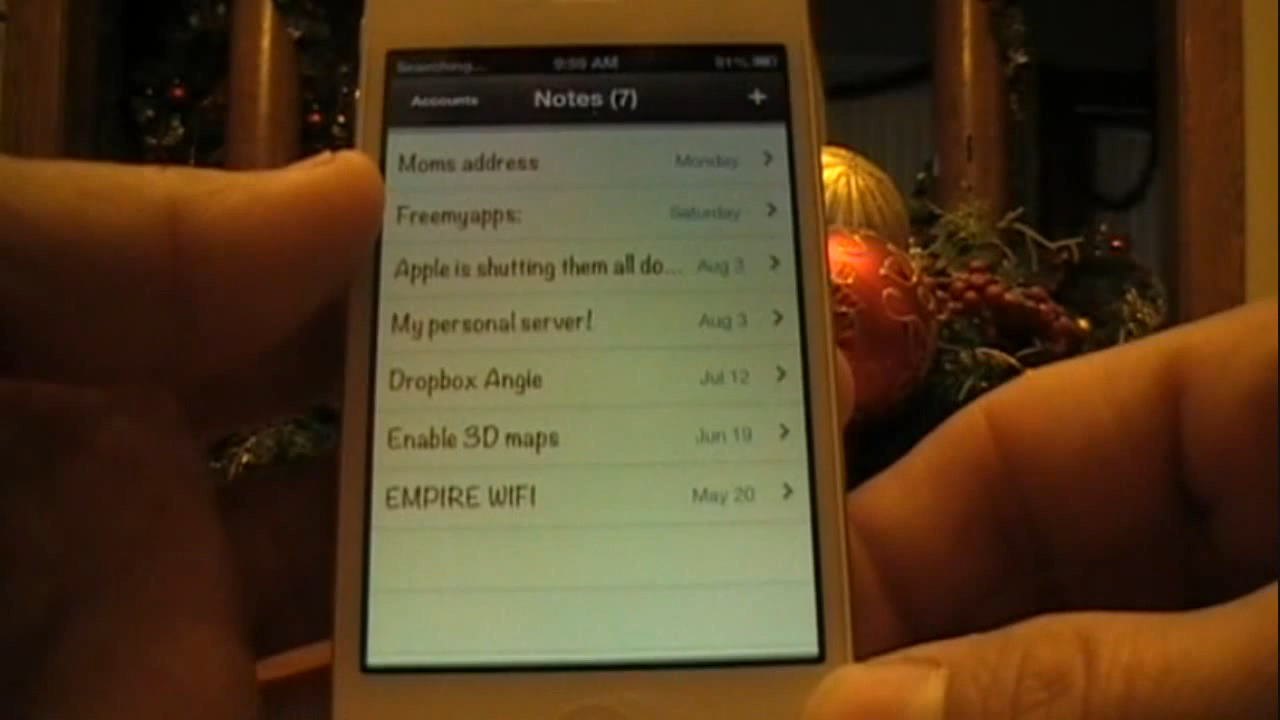 Searching... 9:59 AM 91%
Accounts Notes (7) +
Moms address Monday
Freemyapps: Saturday
Apple is shutting them all do... Aug 3
My personal server! Aug 3
Dropbox Angie Jul 12
Enable 3D maps Jun 19
EMPIRE WIFI May 20